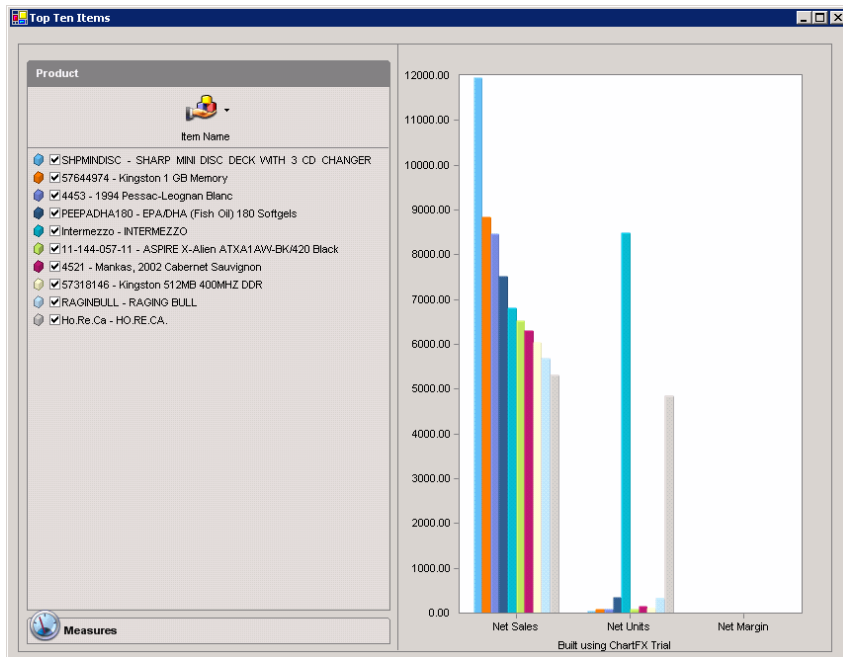 Top Ten Items
Product
Item Name
SHPMINDISC - SHARP MINI DISC DECK WITH 3 CD CHANGER
57644974 - Kingston 1 GB Memory
4453 - 1994 Pessac-Leognan Blanc
PEEPADHA180 - EPA/DHA (Fish Oil) 180 Softgels
Intermezzo - INTERMEZZO
11-144-057-11 - ASPIRE X-Alien ATXA1AW-BK/420 Black
4521 - Mankas, 2002 Cabernet Sauvignon
57318146 - Kingston 512MB 400MHZ DDR
RAGINBULL - RAGING BULL
Ho.Re.Ca - HO.RE.CA.
Measures
12000.00
11000.00
10000.00
9000.00
8000.00
7000.00
6000.00
5000.00
4000.00
3000.00
2000.00
1000.00
0.00
Net Sales Net Units Net Margin
Built using ChartFX Trial